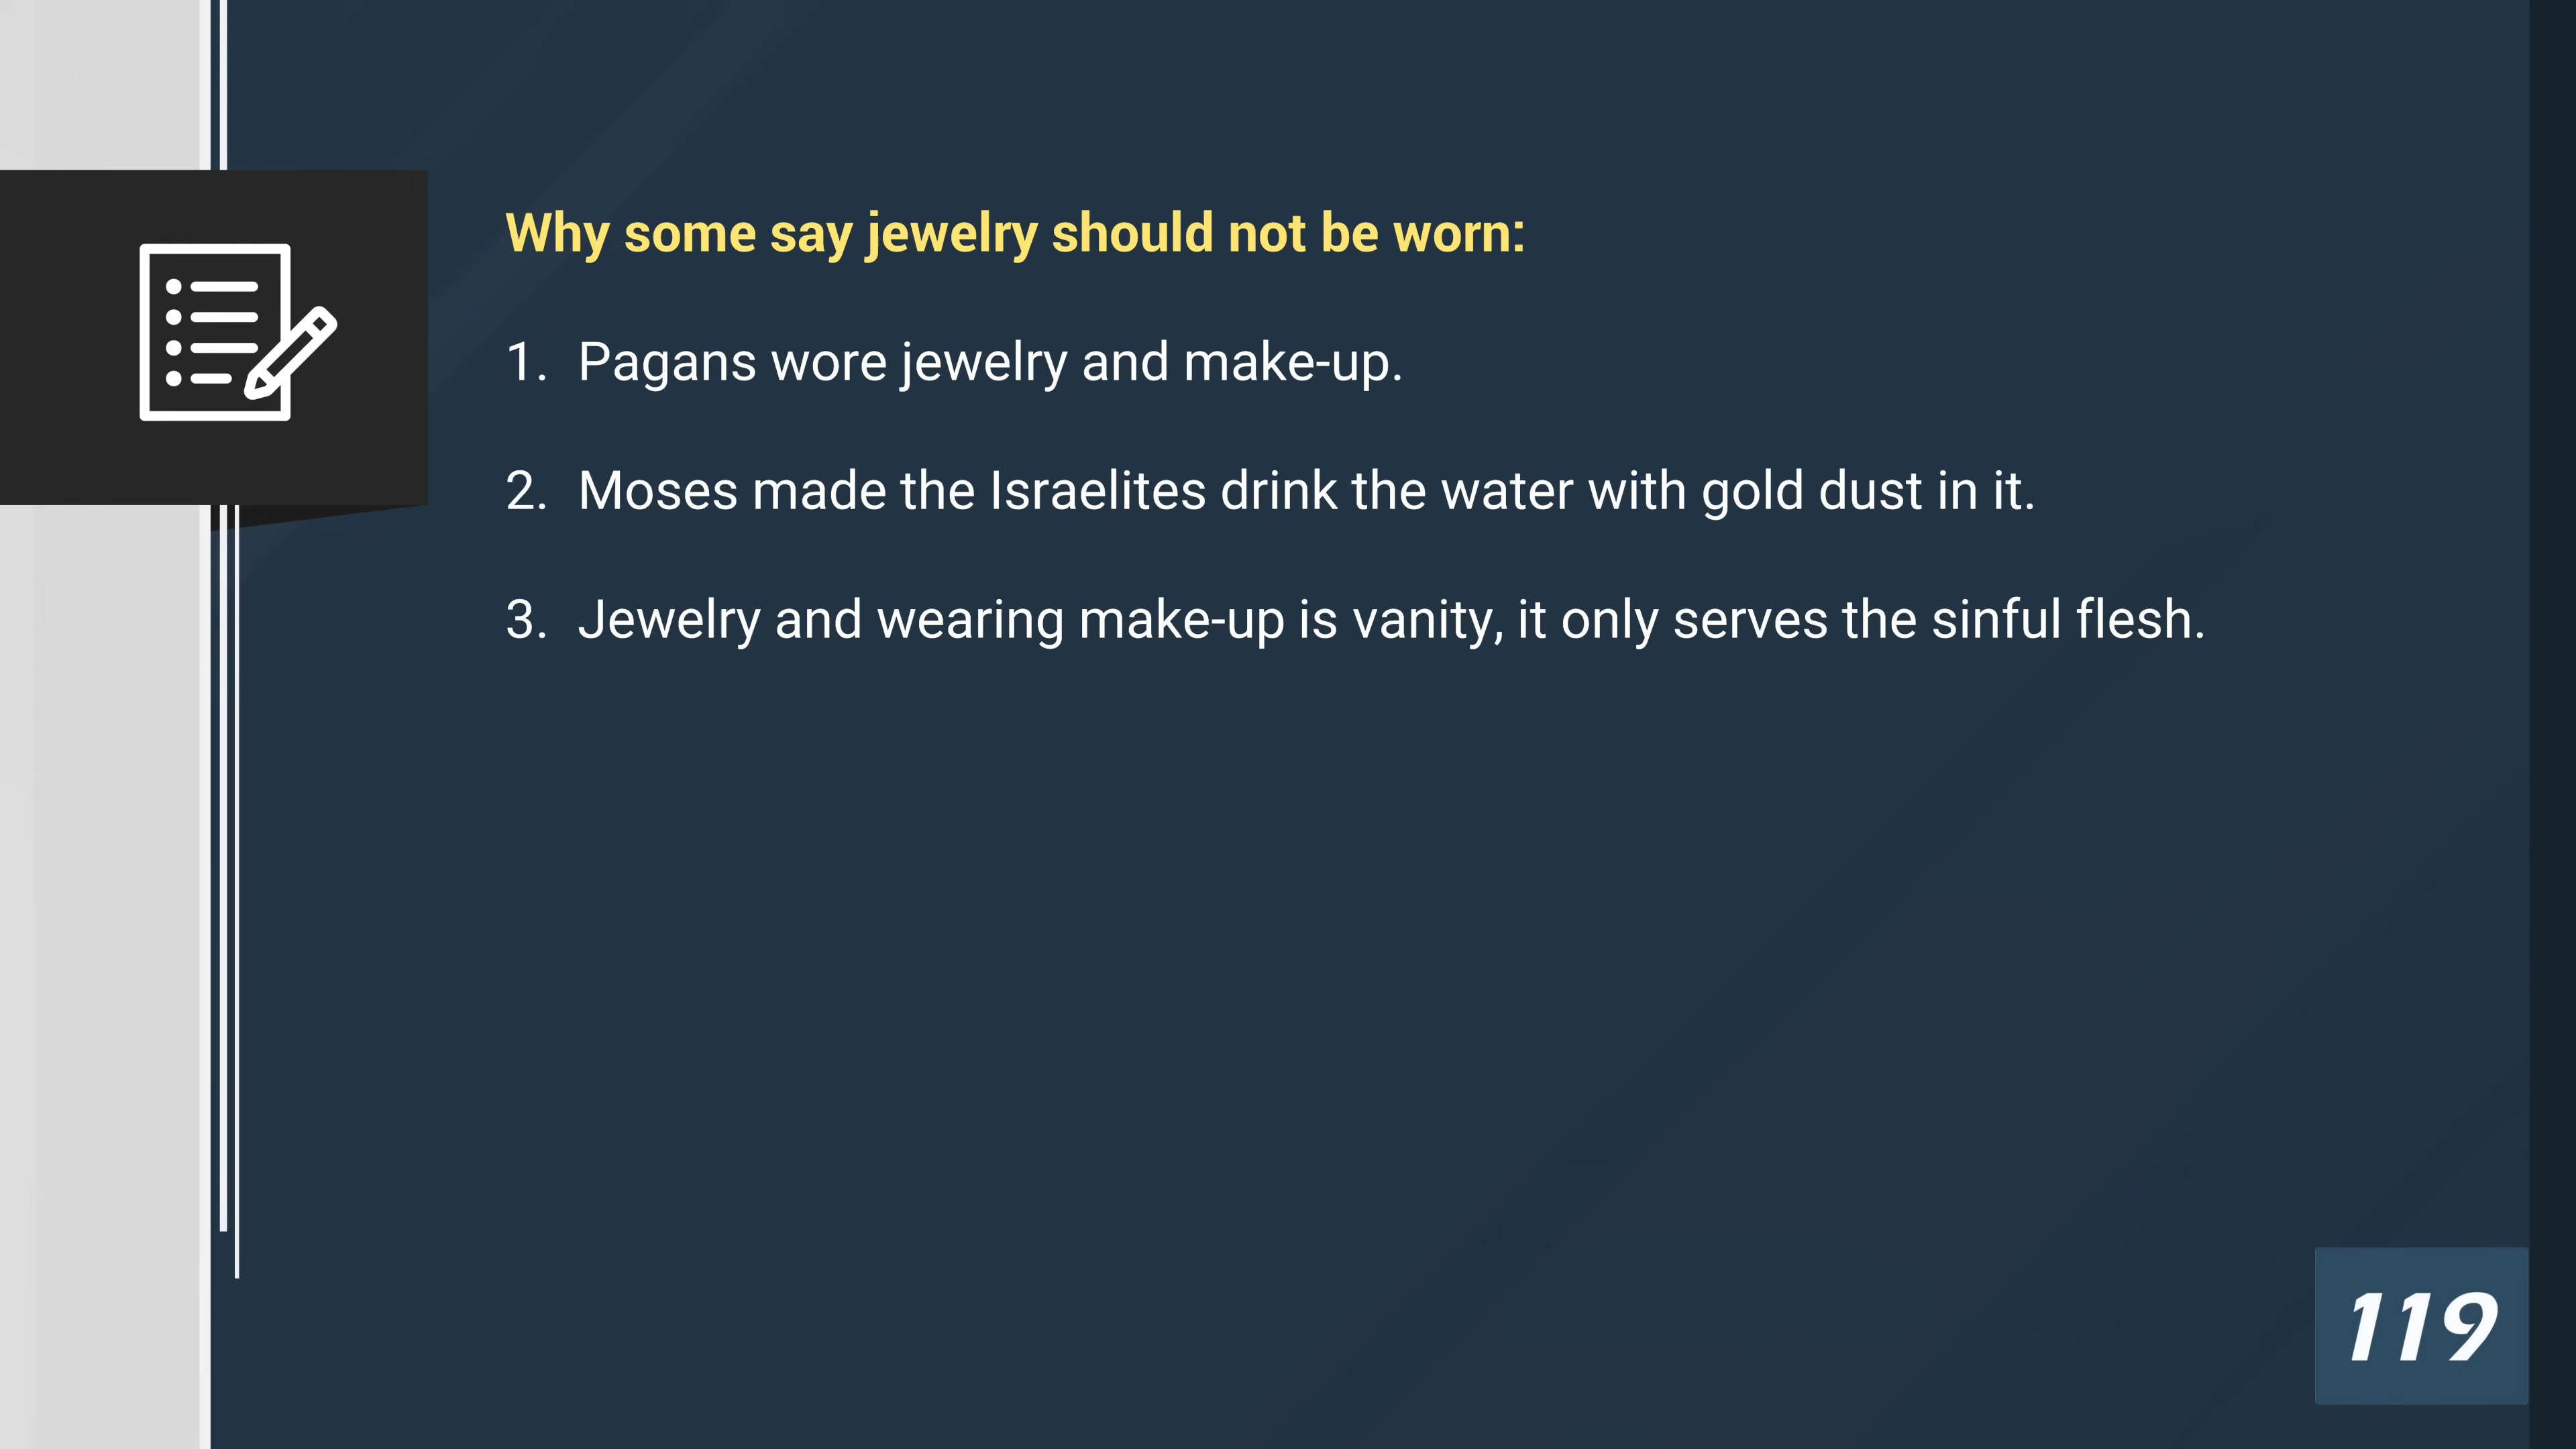 Why some say jewelry should not be worn:
1. Pagans wore jewelry and make-up.
2. Moses made the Israelites drink the water with gold dust in it.
3. Jewelry and wearing make-up is vanity, it only serves the sinful flesh.
119